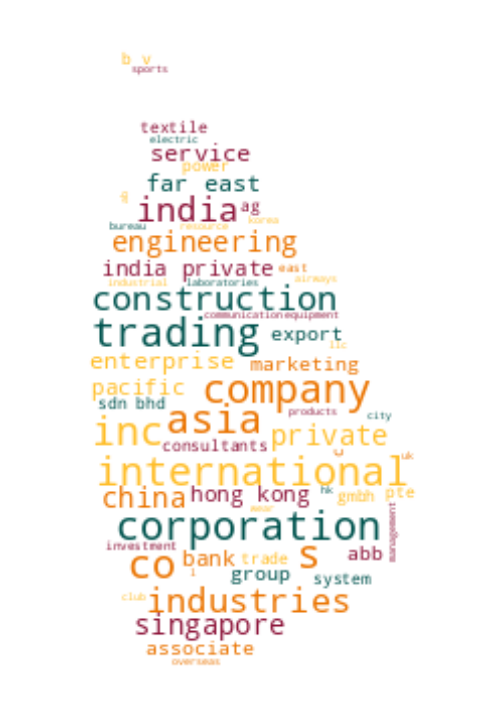 b v
sports
textile
electric
service
power
far east
g
india ag
korea
bureau resource
engineering
india private east
industrial laboratories airways
construction
communication equipment
trading export
llc
enterprise marketing
pacific company
sdn bhd
asia products city
inc private
consultants
u uk
international
china hong kong hk gmbh pte
wear
corporation
management
investment
co bank trade s abb
i group system
club industries
singapore
associate
overseas